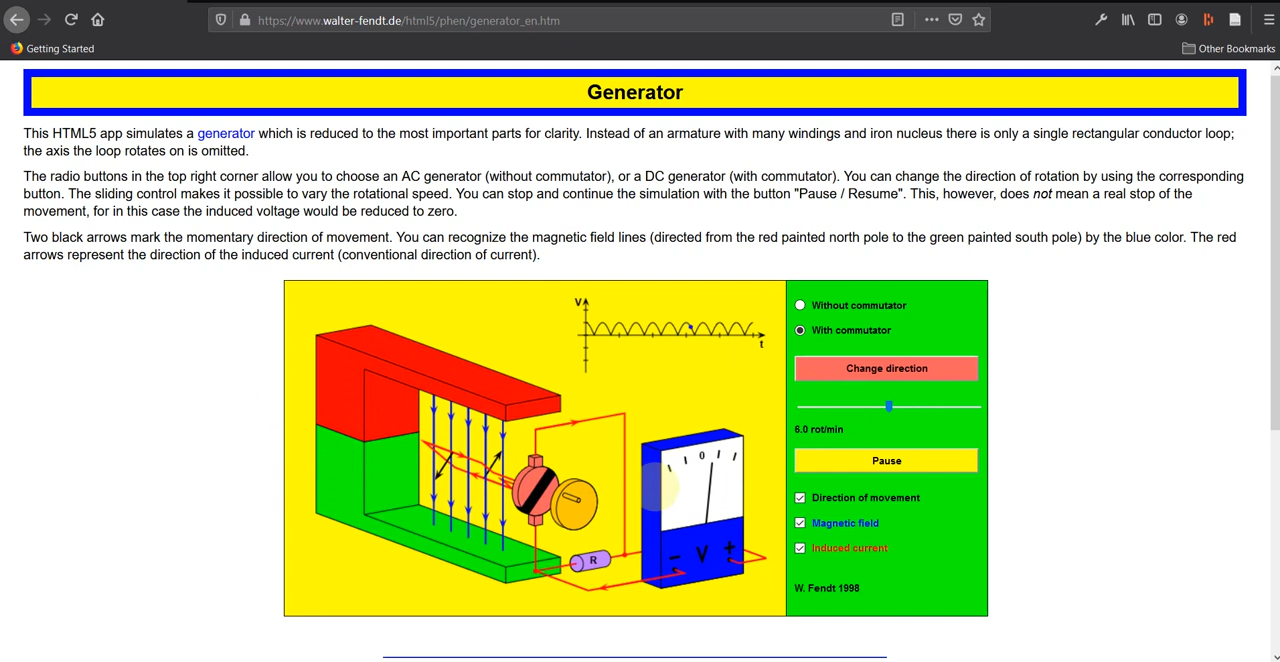 https://www.walter-fendt.de/html5/phen/generator_en.htm
Getting Started
Other Bookmarks
Generator
This HTML5 app simulates a generator which is reduced to the most important parts for clarity. Instead of an armature with many windings and iron nucleus there is only a single rectangular conductor loop;
the axis the loop rotates on is omitted.
The radio buttons in the top right corner allow you to choose an AC generator (without commutator), or a DC generator (with commutator). You can change the direction of rotation by using the corresponding
button. The sliding control makes it possible to vary the rotational speed. You can stop and continue the simulation with the button "Pause / Resume". This, however, does not mean a real stop of the
movement, for in this case the induced voltage would be reduced to zero.
Two black arrows mark the momentary direction of movement. You can recognize the magnetic field lines (directed from the red painted north pole to the green painted south pole) by the blue color. The red
arrows represent the direction of the induced current (conventional direction of current).
V
t
0
R
- V +
Without commutator
With commutator
Change direction
6.0 rot/min
Pause
Direction of movement
Magnetic field
Induced current
W. Fendt 1998